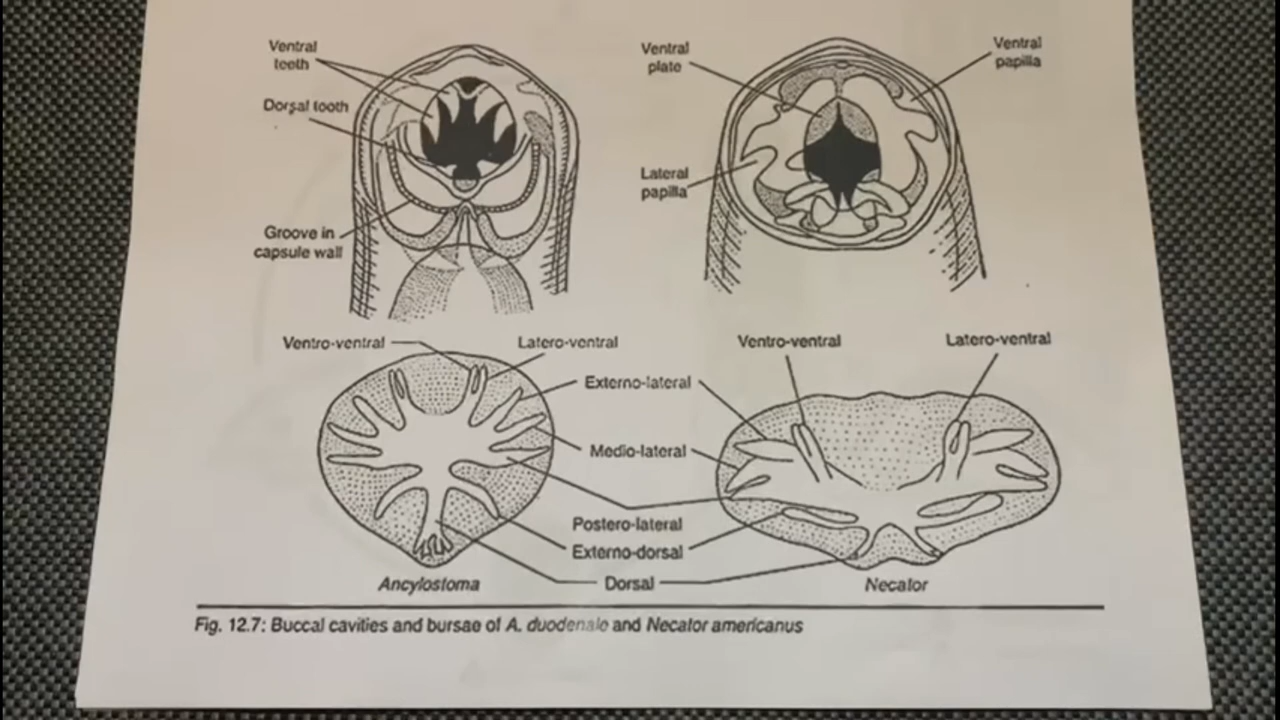 Ventral
teeth
Dorsal tooth
Groove in
capsule wall
Ventral
plate
Ventral
papilla
Lateral
papilla
Ventro-ventral
Latero-ventral
Externo-lateral
Medio-lateral
Postero-lateral
Externo-dorsal
Dorsal
Ventro-ventral
Latero-ventral
Ancylostoma
Necator
Fig. 12.7: Buccal cavities and bursae of A. duodenale and Necator americanus